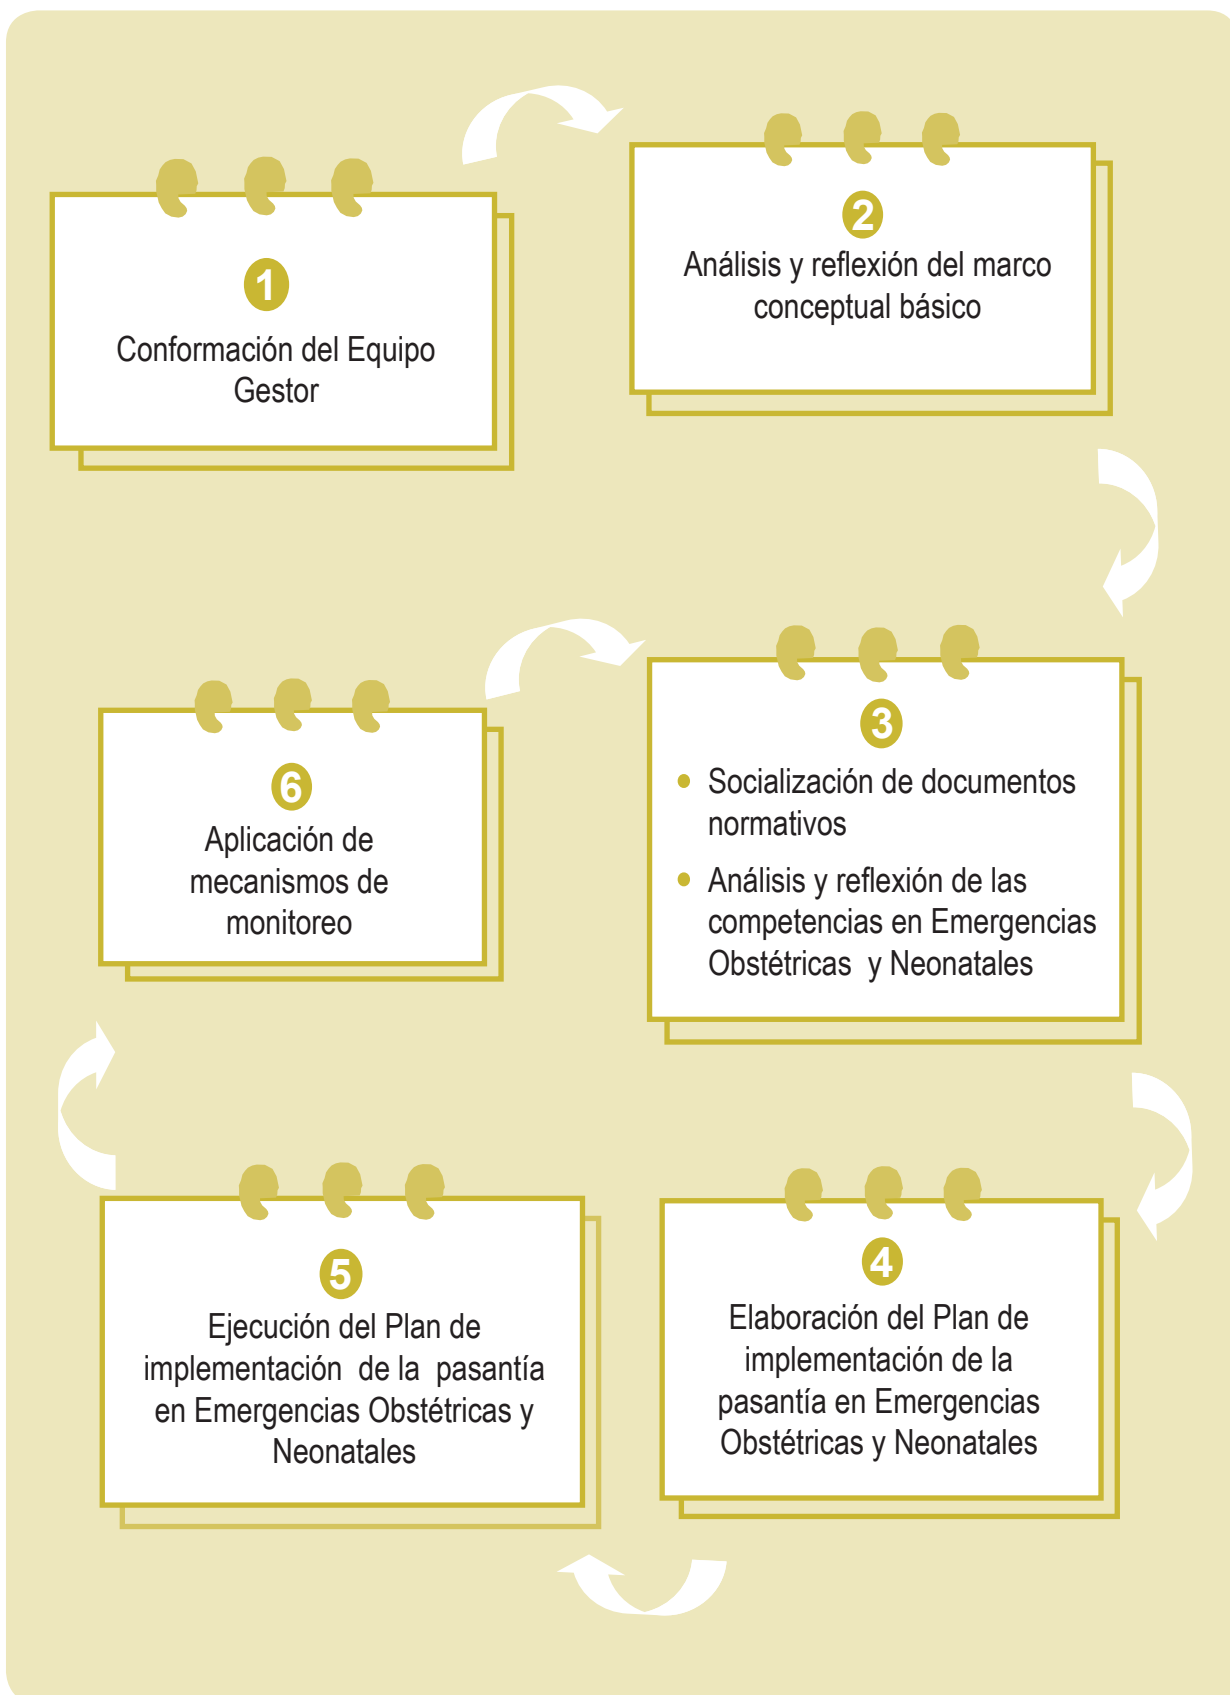 1
Conformación del Equipo
Gestor
2
Análisis y reflexión del marco
conceptual básico
3
• Socialización de documentos
normativos
• Análisis y reflexión de las
competencias en Emergencias
Obstétricas y Neonatales
4
Elaboración del Plan de
implementación de la
pasantía en Emergencias
Obstétricas y Neonatales
5
Ejecución del Plan de
implementación de la pasantía
en Emergencias Obstétricas y
Neonatales
6
Aplicación de
mecanismos de
monitoreo